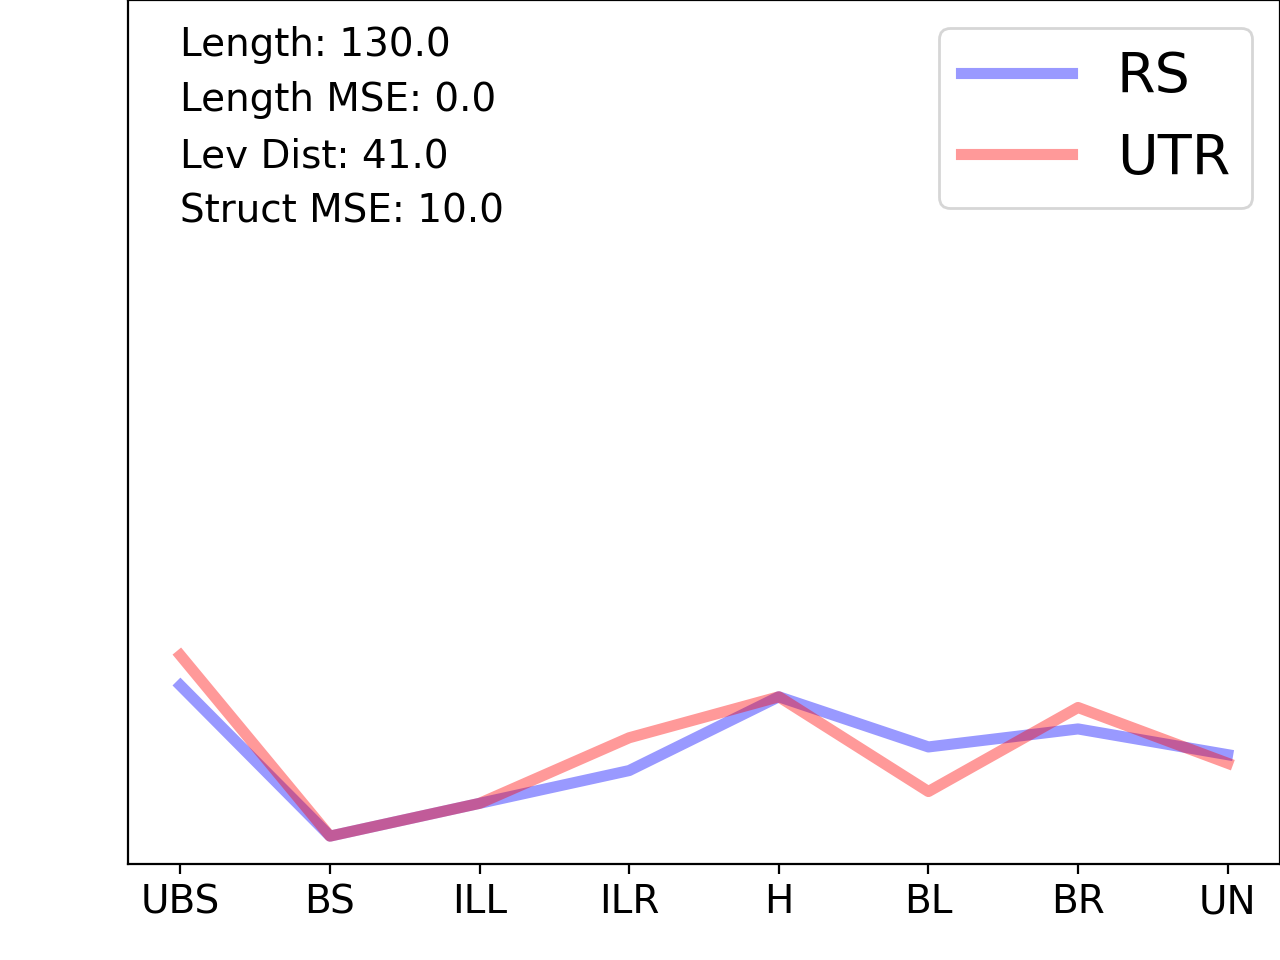 Length: 130.0
Length MSE: 0.0
Lev Dist: 41.0
Struct MSE: 10.0
RS
UTR
UBS BS ILL ILR H BL BR UN